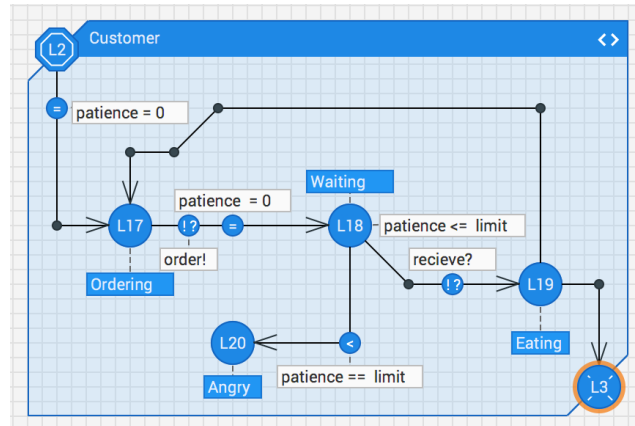 Customer
< >
L2
=
patience = 0
Waiting
patience = 0
L17
!?
=
L18
patience <= limit
order!
recieve?
Ordering
!?
L19
L20
<
Eating
patience == limit
Angry
L3